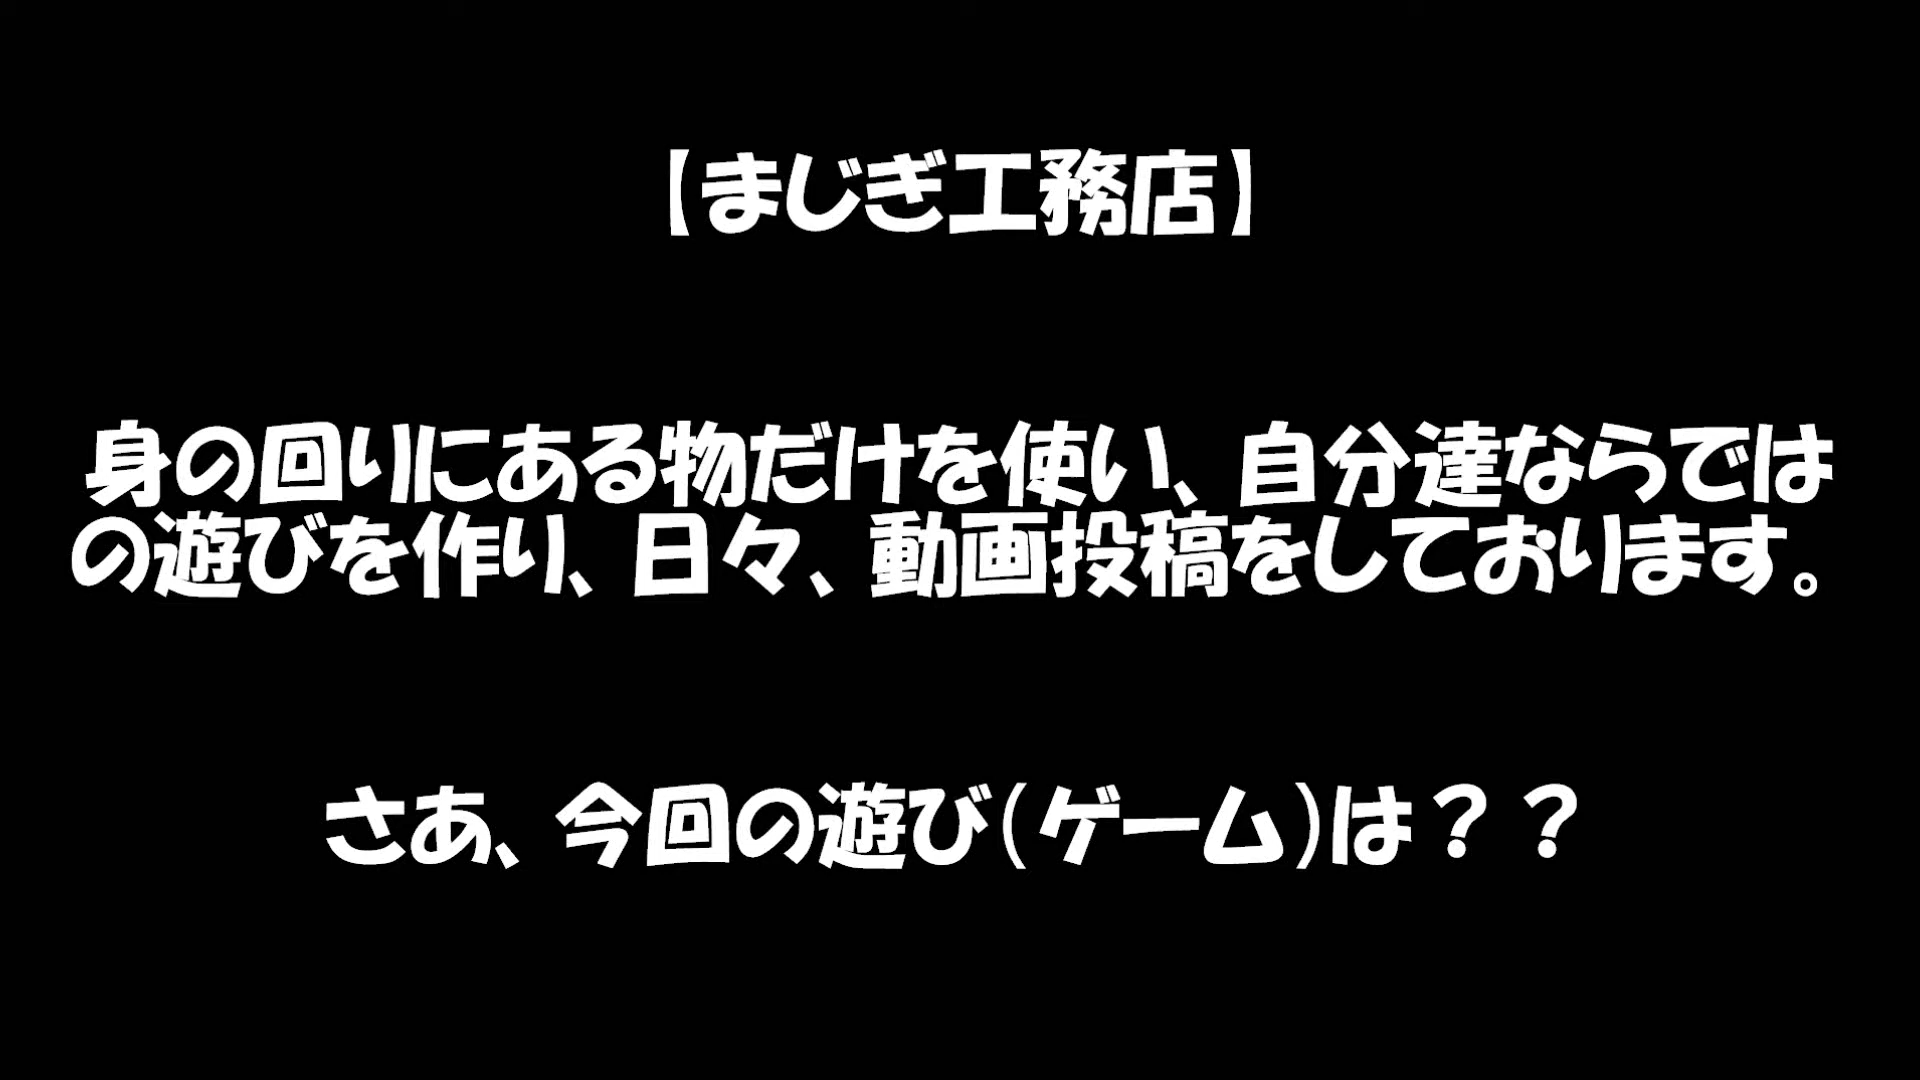 【まじぎ工務店】
身の回りにある物だけを使い、自分達ならでは
の遊びを作り、日々、動画投稿をしております。
さあ、今回の遊び(ゲーム)は？？